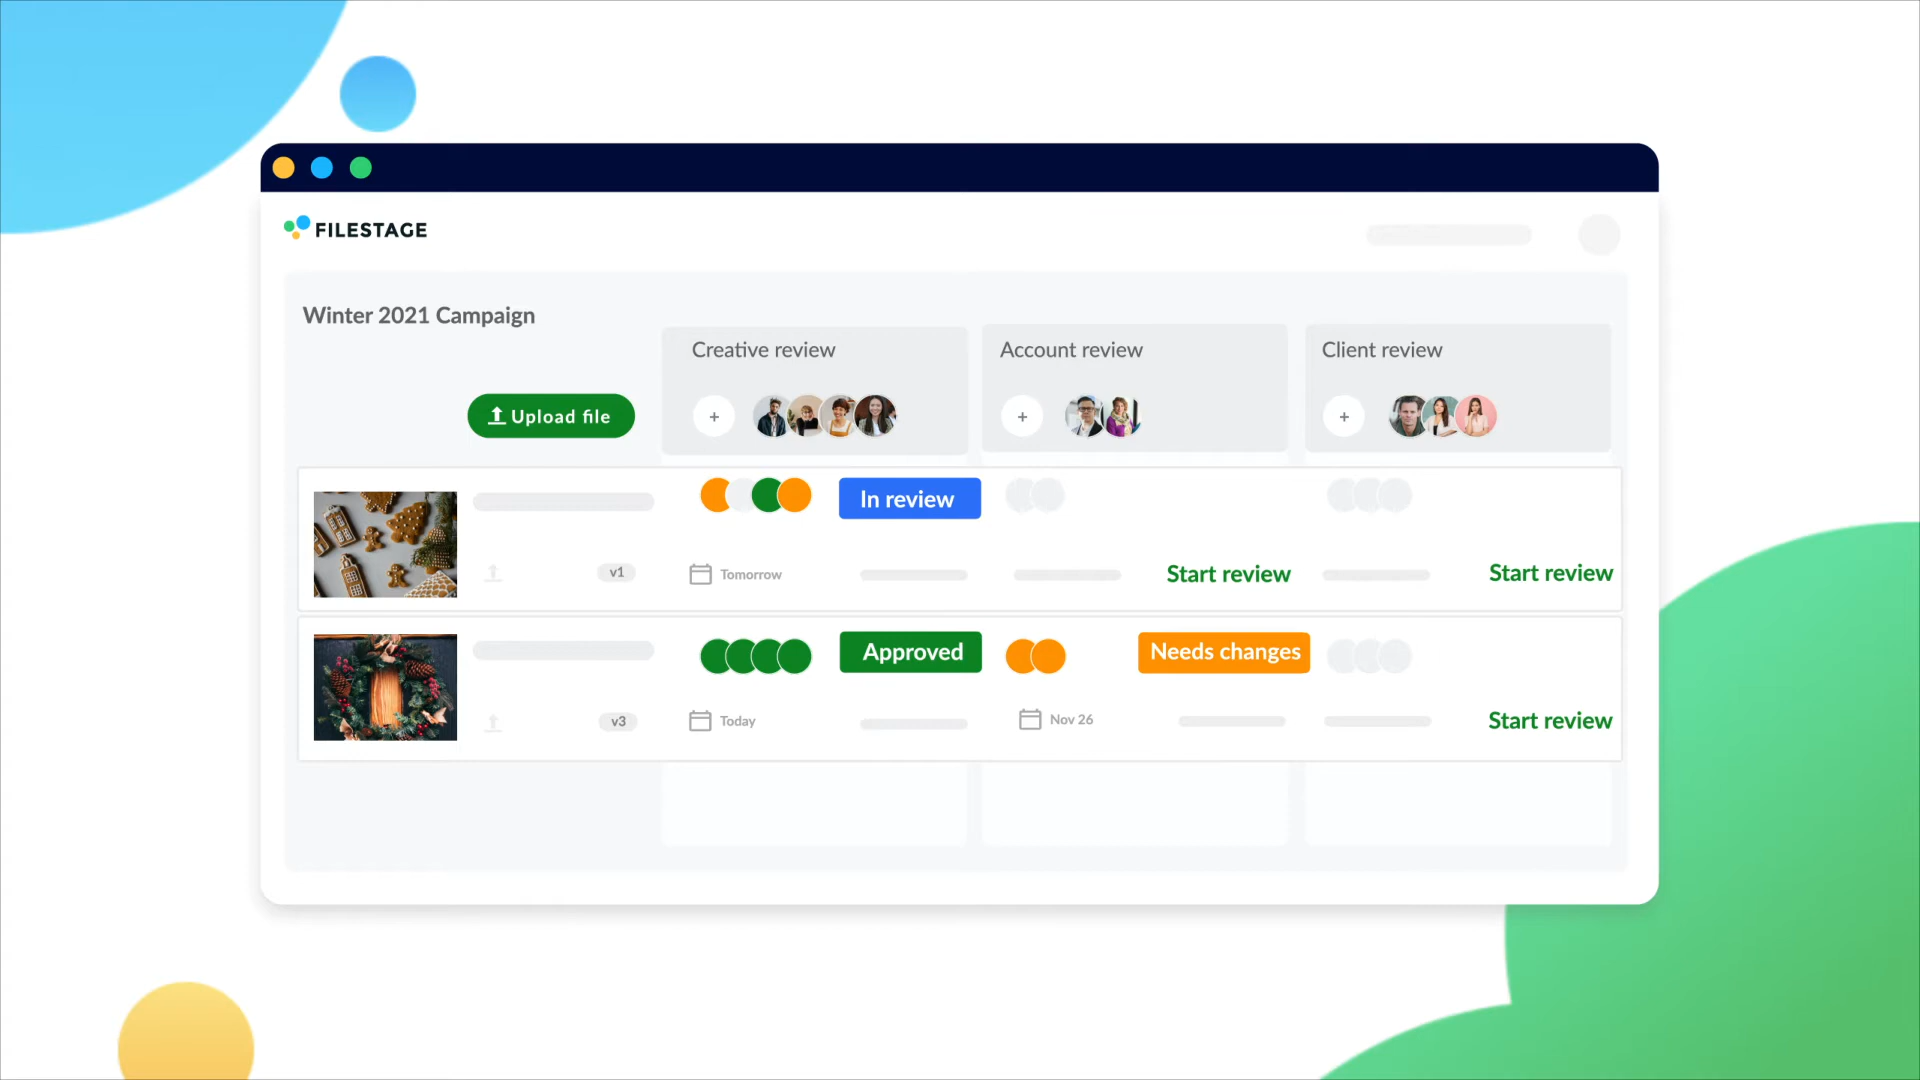 FILESTAGE
Winter 2021 Campaign
Creative review
Account review
Client review
Upload file
+
+
+
In review
v1
Tomorrow
Start review
Start review
Approved
Needs changes
v3
Today
Nov 26
Start review